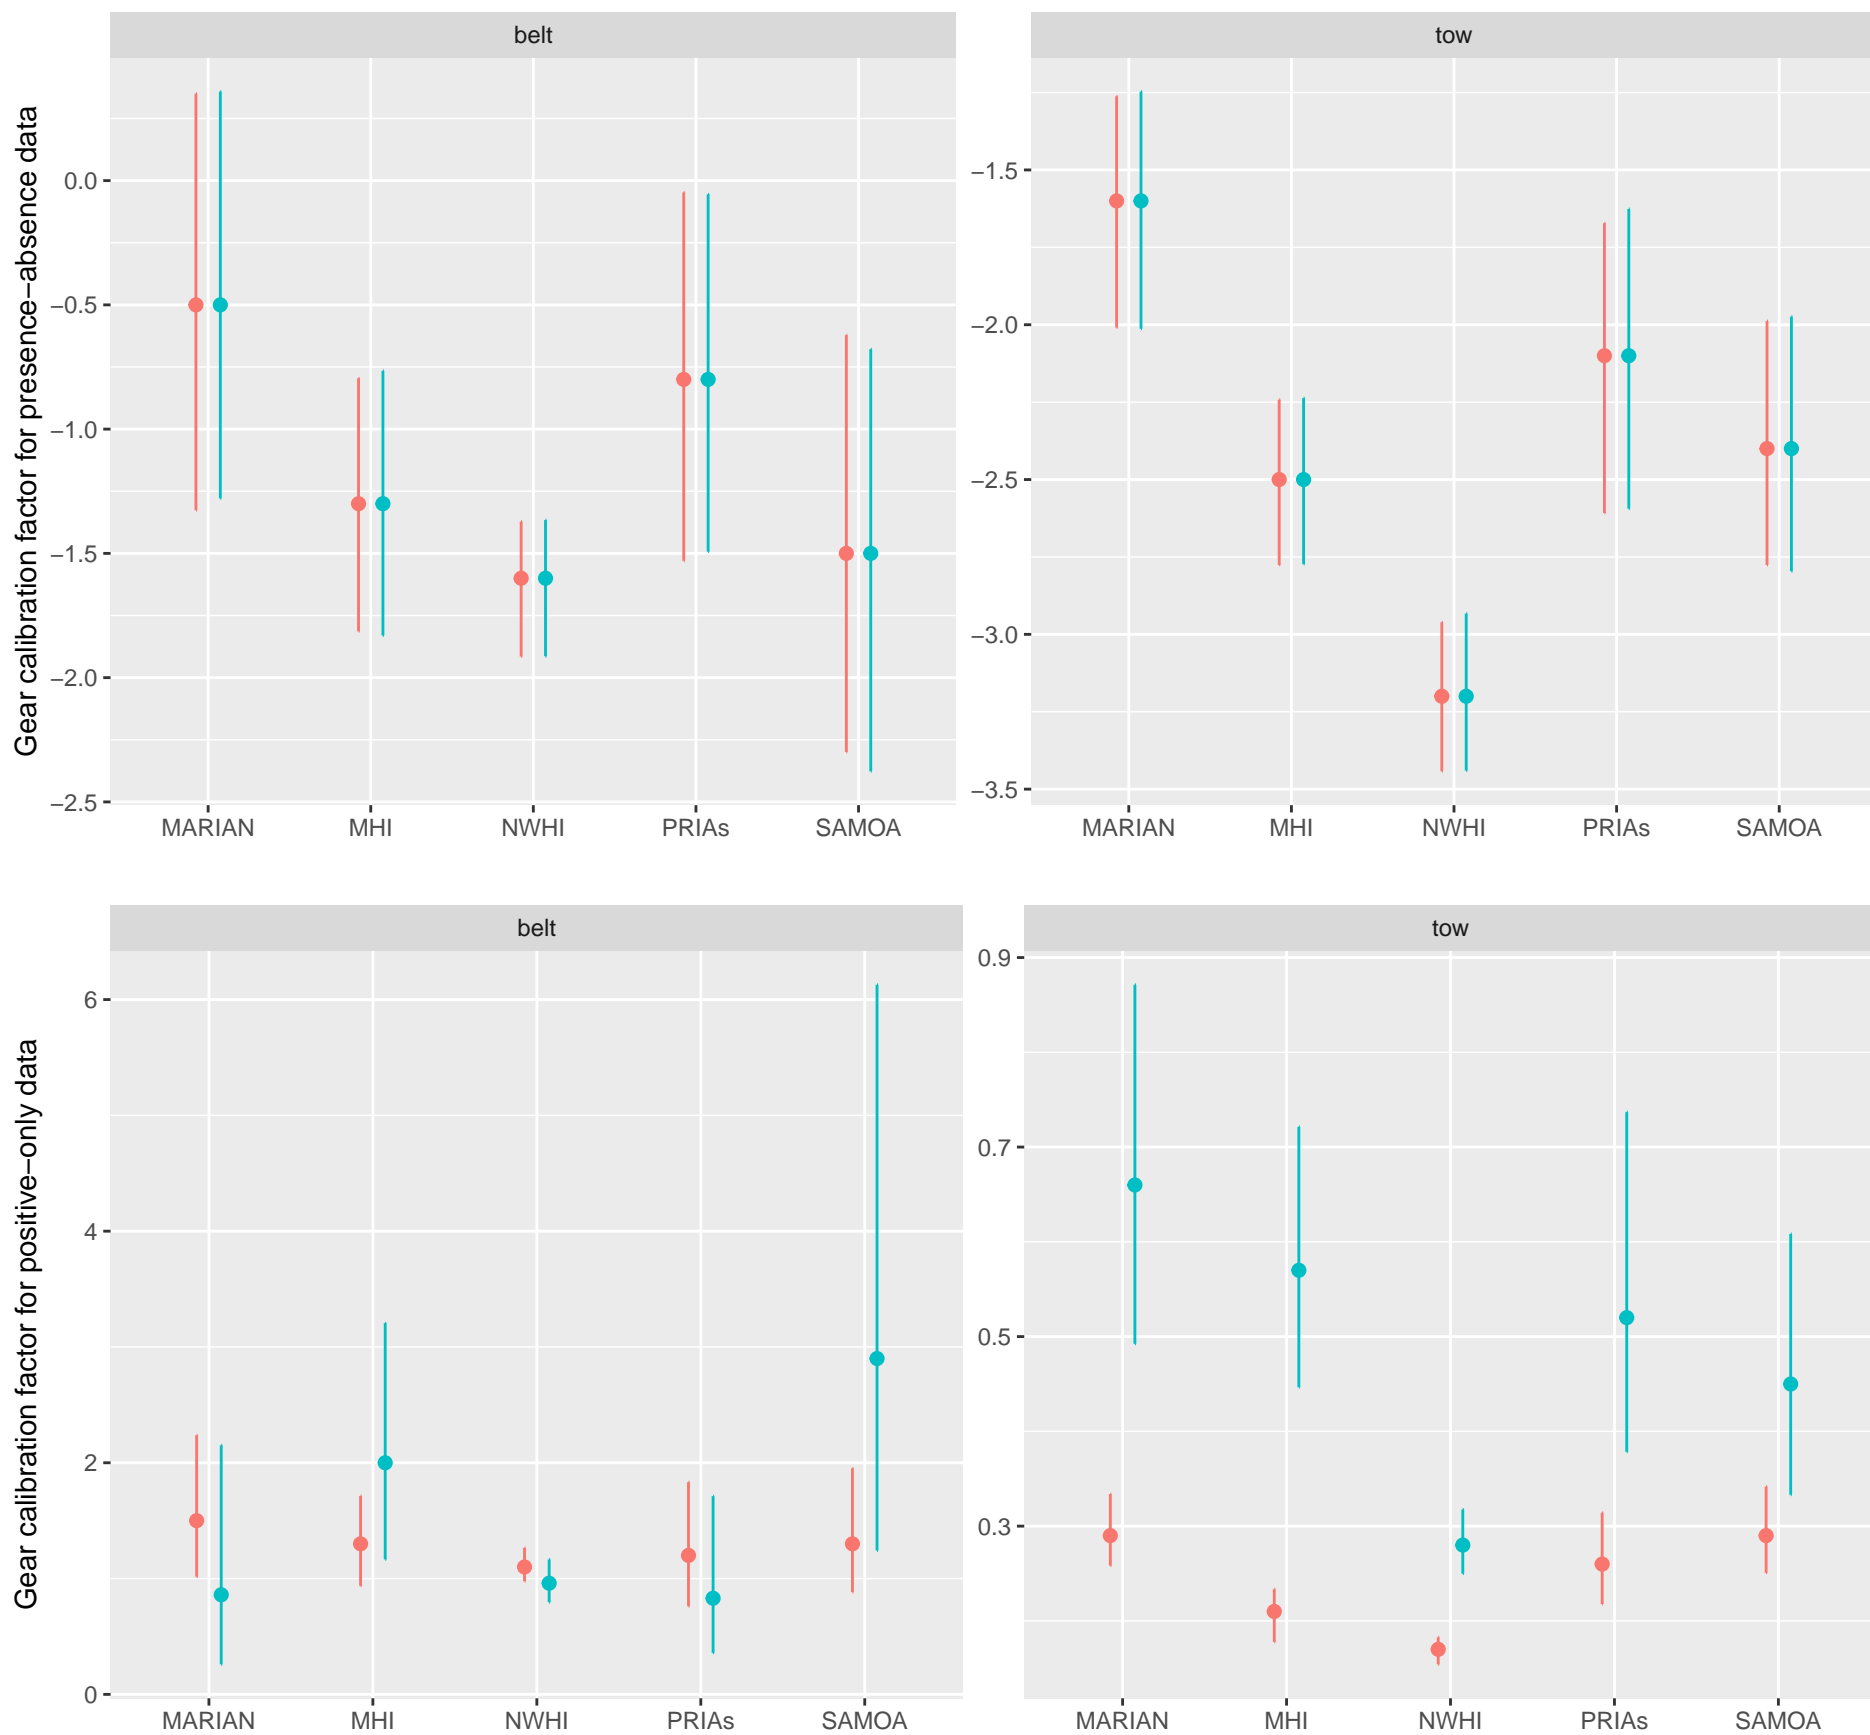 belt
tow
Gear calibration factor for presence−absence data
0.0
−0.5
−1.0
−1.5
−2.0
−2.5
−1.5
−2.0
−2.5
−3.0
−3.5
MARIAN MHI NWHI PRIAs SAMOA
MARIAN MHI NWHI PRIAs SAMOA
belt
tow
Gear calibration factor for positive−only data
6
4
2
0
0.9
0.7
0.5
0.3
MARIAN MHI NWHI PRIAs SAMOA
MARIAN MHI NWHI PRIAs SAMOA